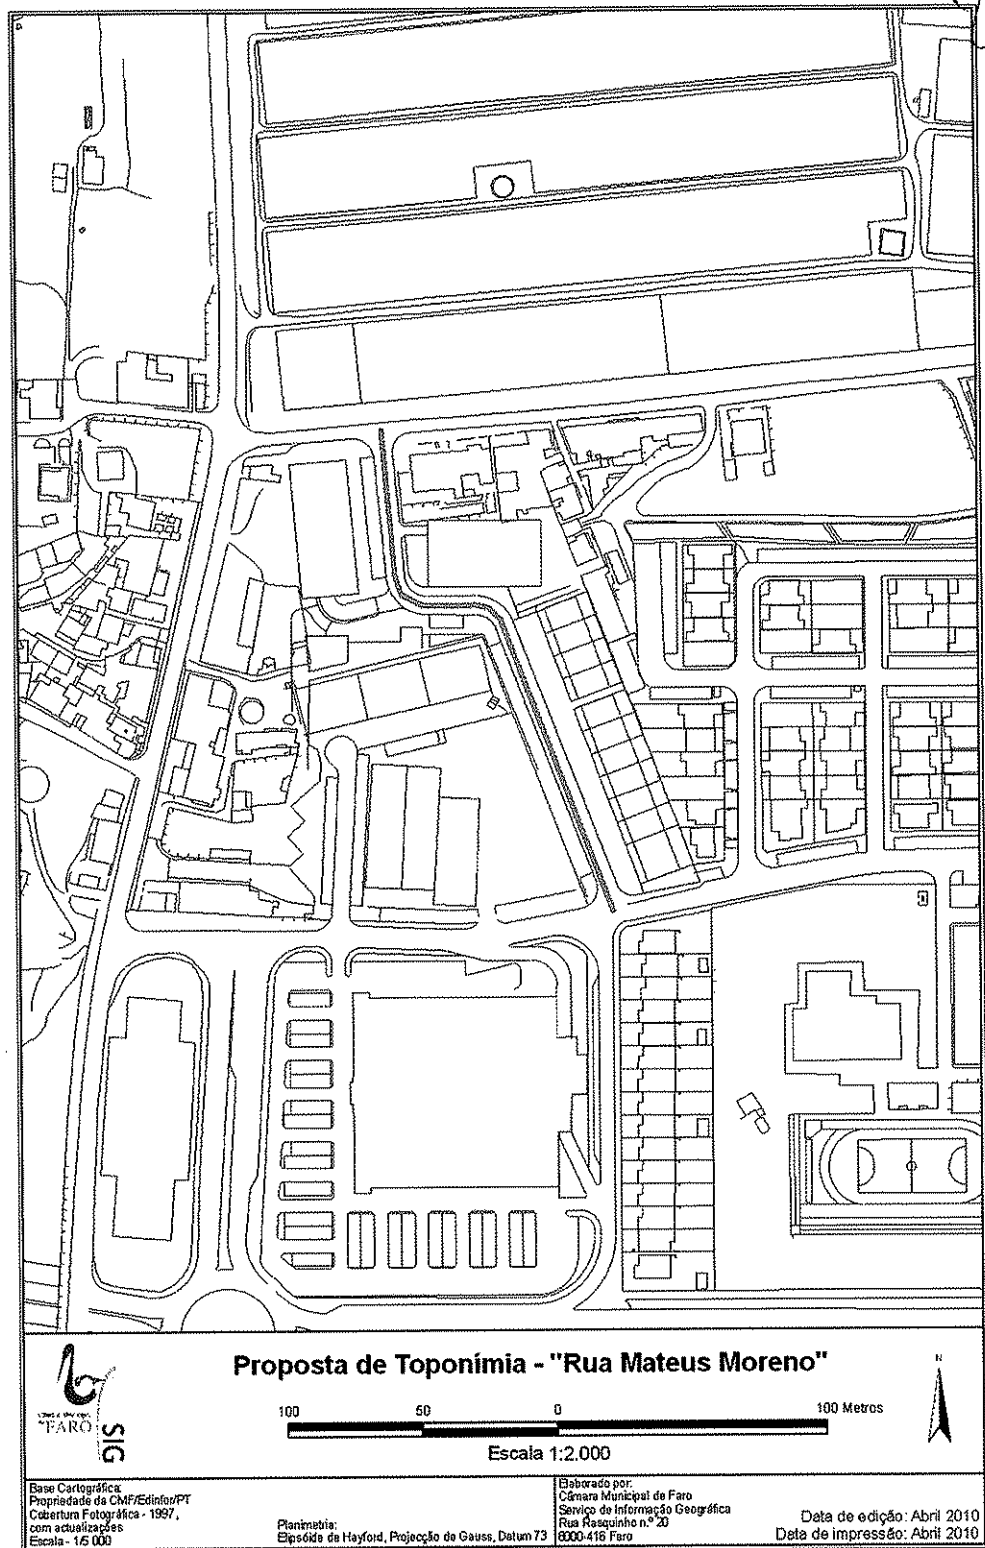 Proposta de Toponímia - "Rua Mateus Moreno"
N
100 50 0 100 Metros
Escala 1:2.000
FARO
SIG
Base Cartográfica:
Propriedade da CMF/Edinfor/PT
Cobertura Fotográfica - 1997,
com actualizações
Escala - 1/5 000
Planimetria:
Elipsóide de Hayford, Projecção de Gauss, Datum 73
Elaborado por:
Câmara Municipal de Faro
Serviço de Informação Geográfica
Rua Rasquinho n.º 20
8000-416 Faro
Data de edição: Abril 2010
Data de impressão: Abril 2010